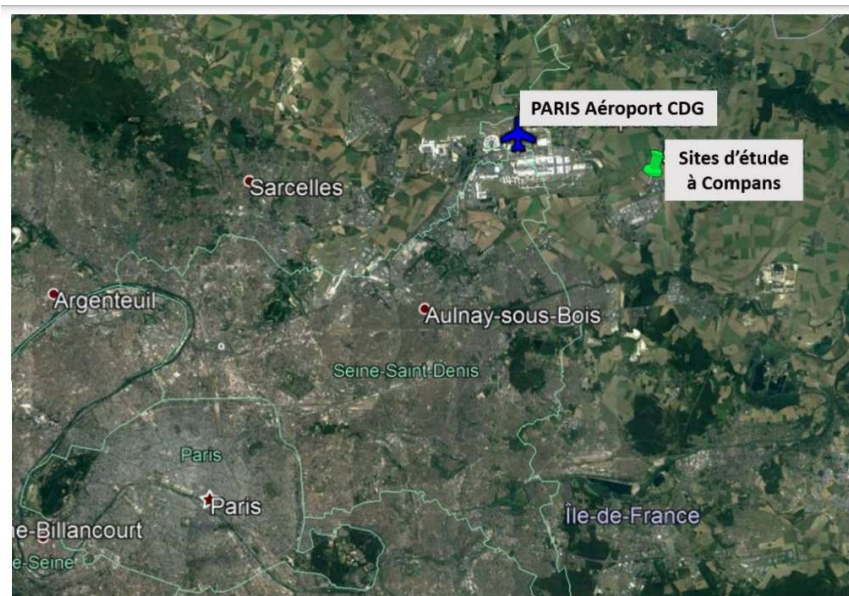 PARIS Aéroport CDG
Sites d'étude
à Compans
Sarcelles
Argenteuil
Aulnay-sous-Bois
Seine-Saint-Denis
Paris
Paris
Île-de-France
ne-Billancourt
e-Seine